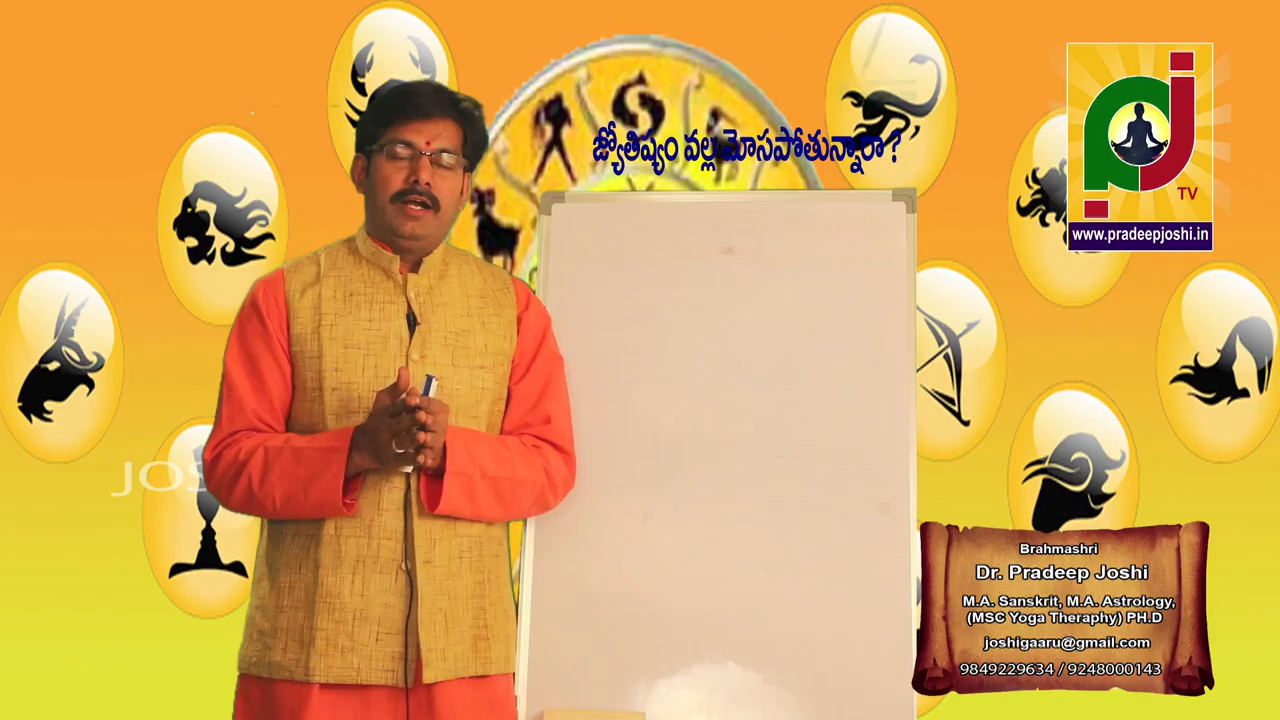 జ్యోతిష్యం వల్ల మోసపోతున్నారా ?
TV
www.pradeepjoshi.in
JOS
Brahmashri
Dr. Pradeep Joshi
M.A. Sanskrit, M.A. Astrology,
(MSC Yoga Theraphy) PH.D
joshigaaru@gmail.com
9849229634 / 9248000143